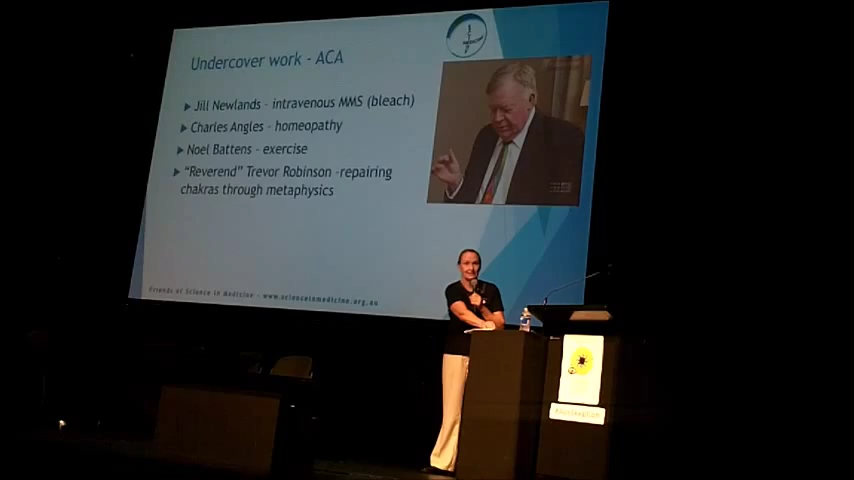 Undercover work - ACA
Jill Newlands - intravenous MMS (bleach)
Charles Angles - homeopathy
Noel Battens - exercise
"Reverend" Trevor Robinson -repairing
chakras through metaphysics
Friends of Science in Medicine - www.scienceinmedicine.org.au